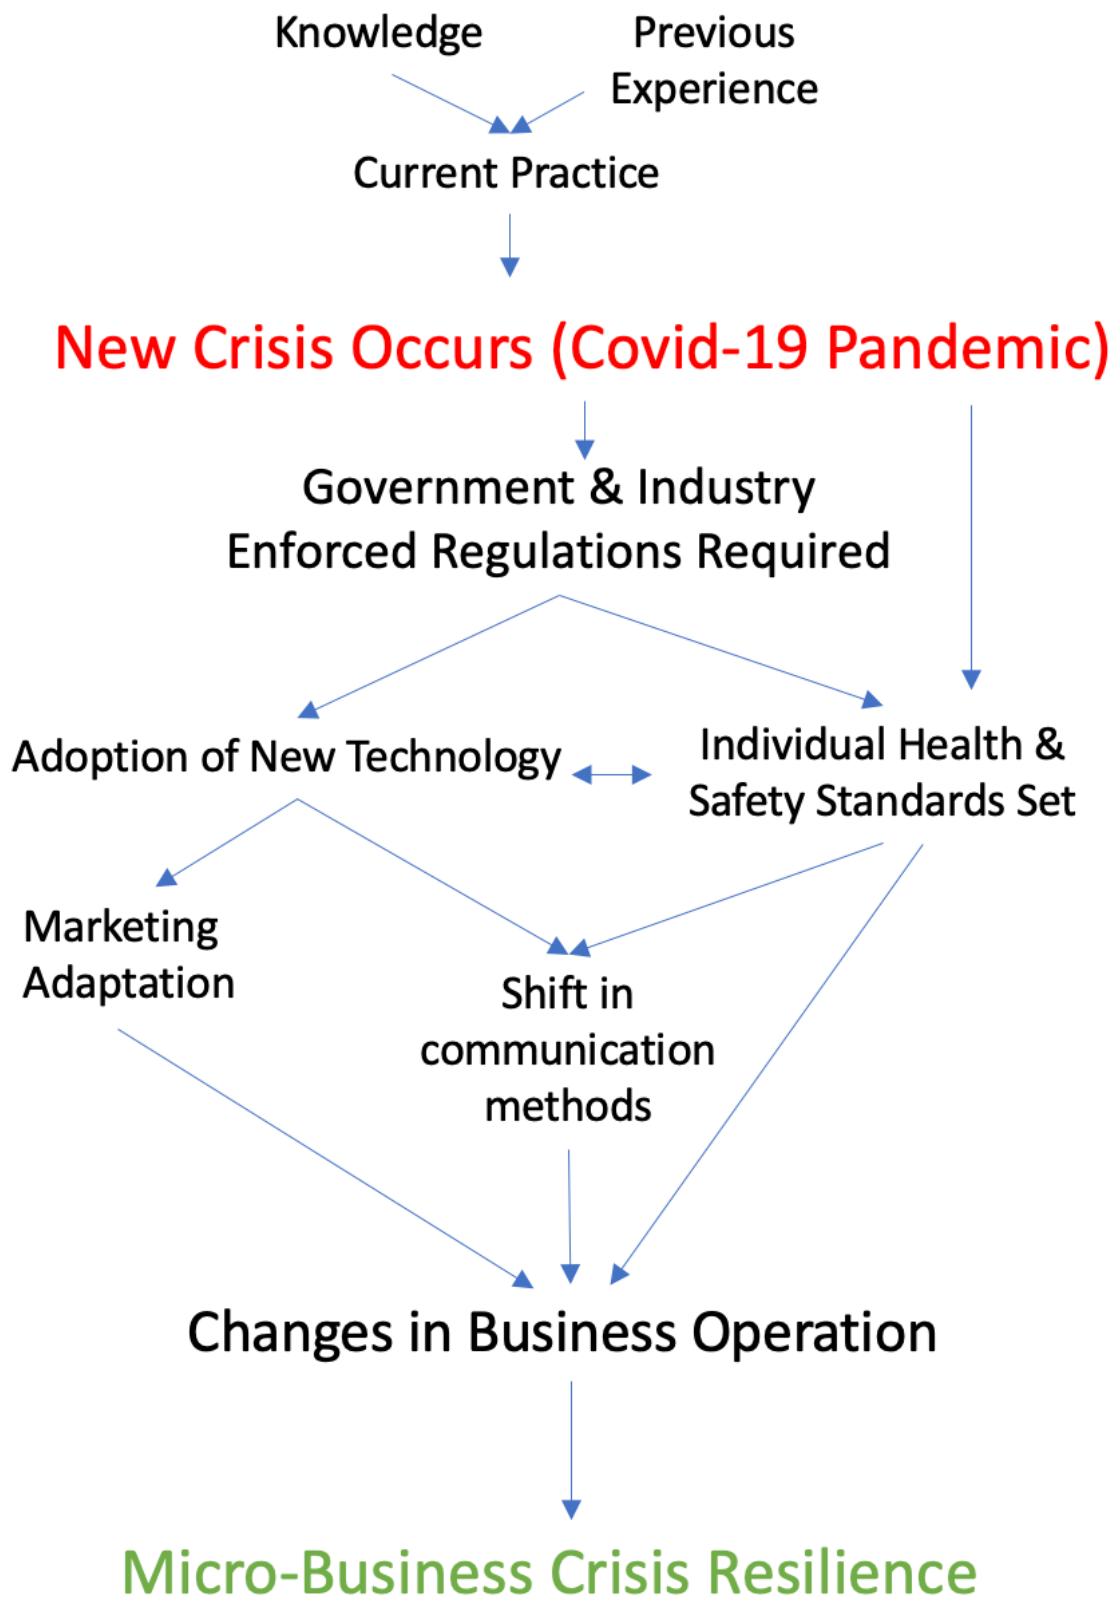 Knowledge
Previous
Experience
Current Practice
New Crisis Occurs (Covid-19 Pandemic)
Government & Industry
Enforced Regulations Required
Adoption of New Technology
Individual Health &
Safety Standards Set
Marketing
Adaptation
Shift in
communication
methods
Changes in Business Operation
Micro-Business Crisis Resilience